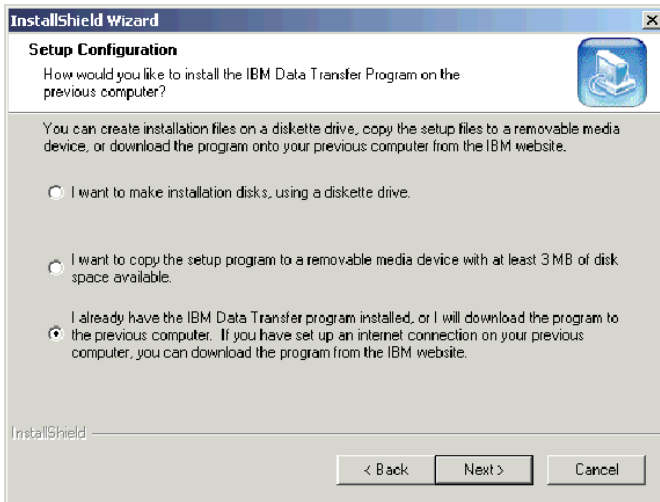 InstallShield Wizard
Setup Configuration
How would you like to install the IBM Data Transfer Program on the
previous computer?
You can create installation files on a diskette drive, copy the setup files to a removable media
device, or download the program onto your previous computer from the IBM website.
I want to make installation disks, using a diskette drive.
I want to copy the setup program to a removable media device with at least 3 MB of disk
space available.
I already have the IBM Data Transfer program installed, or I will download the program to
the previous computer. If you have set up an internet connection on your previous
computer, you can download the program from the IBM website.
InstallShield
< Back
Next >
Cancel